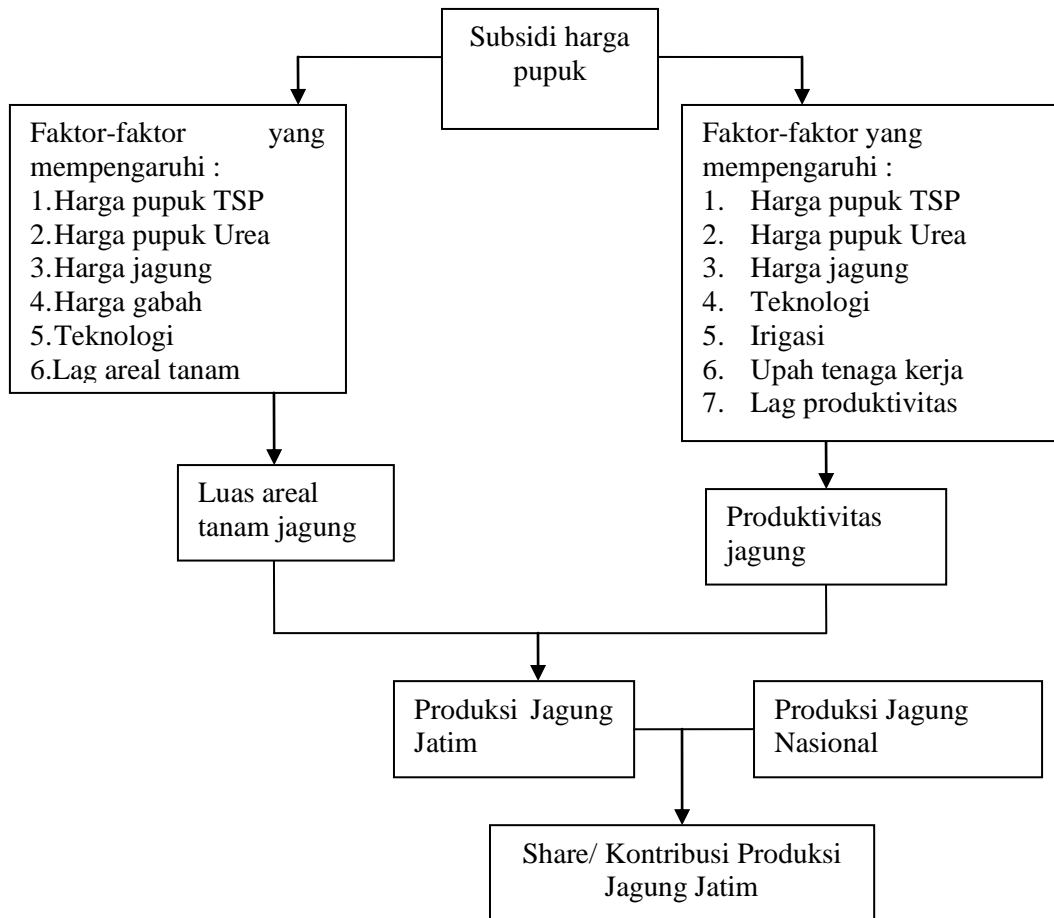 Subsidi harga
pupuk
Faktor-faktor yang
mempengaruhi :
1.Harga pupuk TSP
2.Harga pupuk Urea
3.Harga jagung
4.Harga gabah
5.Teknologi
6.Lag areal tanam
Faktor-faktor yang
mempengaruhi :
1. Harga pupuk TSP
2. Harga pupuk Urea
3. Harga jagung
4. Teknologi
5. Irigasi
6. Upah tenaga kerja
7. Lag produktivitas
Luas areal
tanam jagung
Produktivitas
jagung
Produksi Jagung
Jatim
Produksi Jagung
Nasional
Share/ Kontribusi Produksi
Jagung Jatim